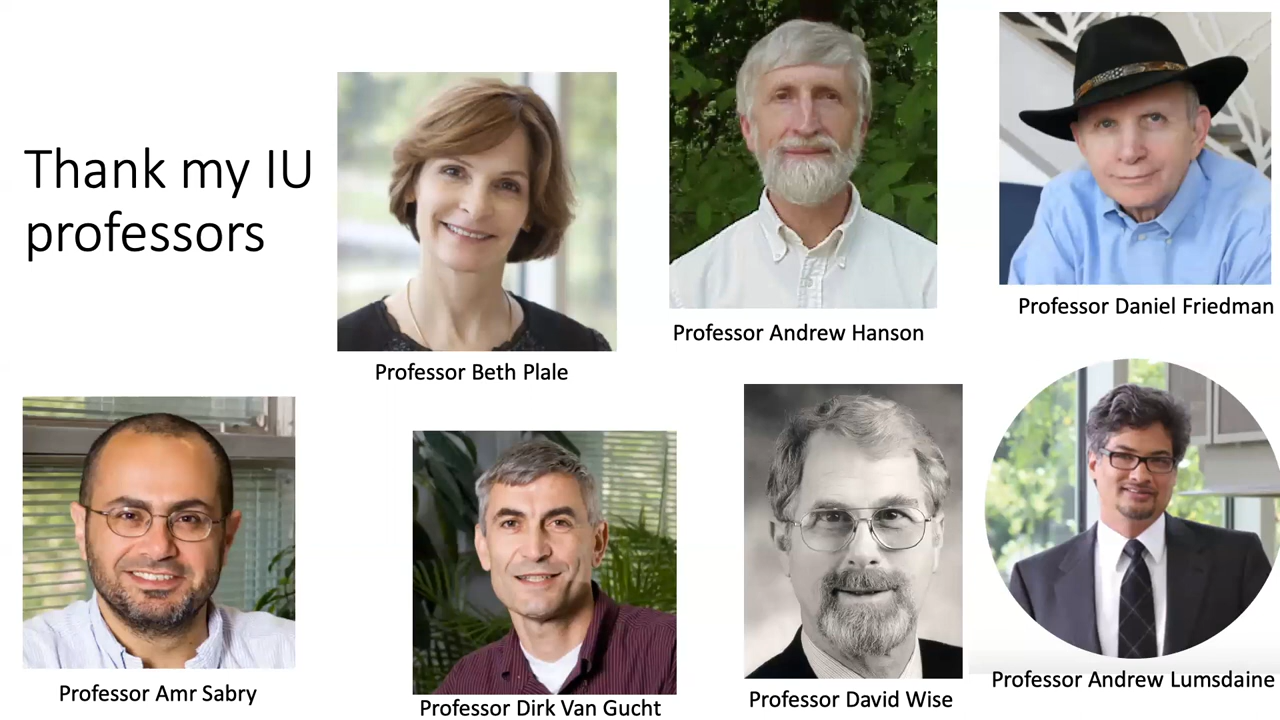 Thank my IU
professors
Professor Beth Plale
Professor Andrew Hanson
Professor Daniel Friedman
Professor Amr Sabry
Professor Dirk Van Gucht
Professor David Wise
Professor Andrew Lumsdaine